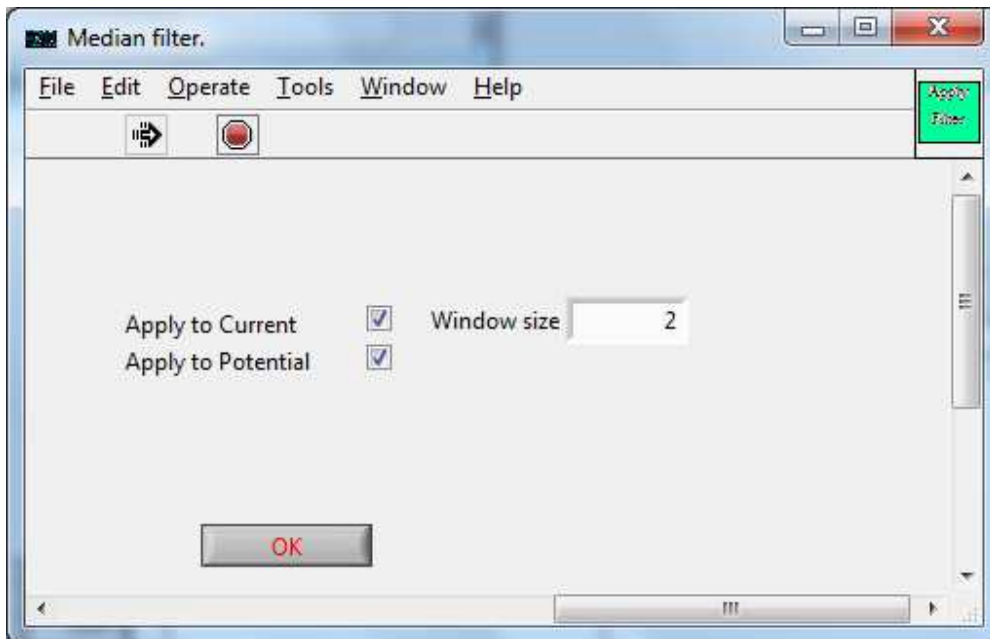 Median filter.
File Edit Operate Tools Window Help
Apply
Filter
Apply to Current
Window size 2
Apply to Potential
OK